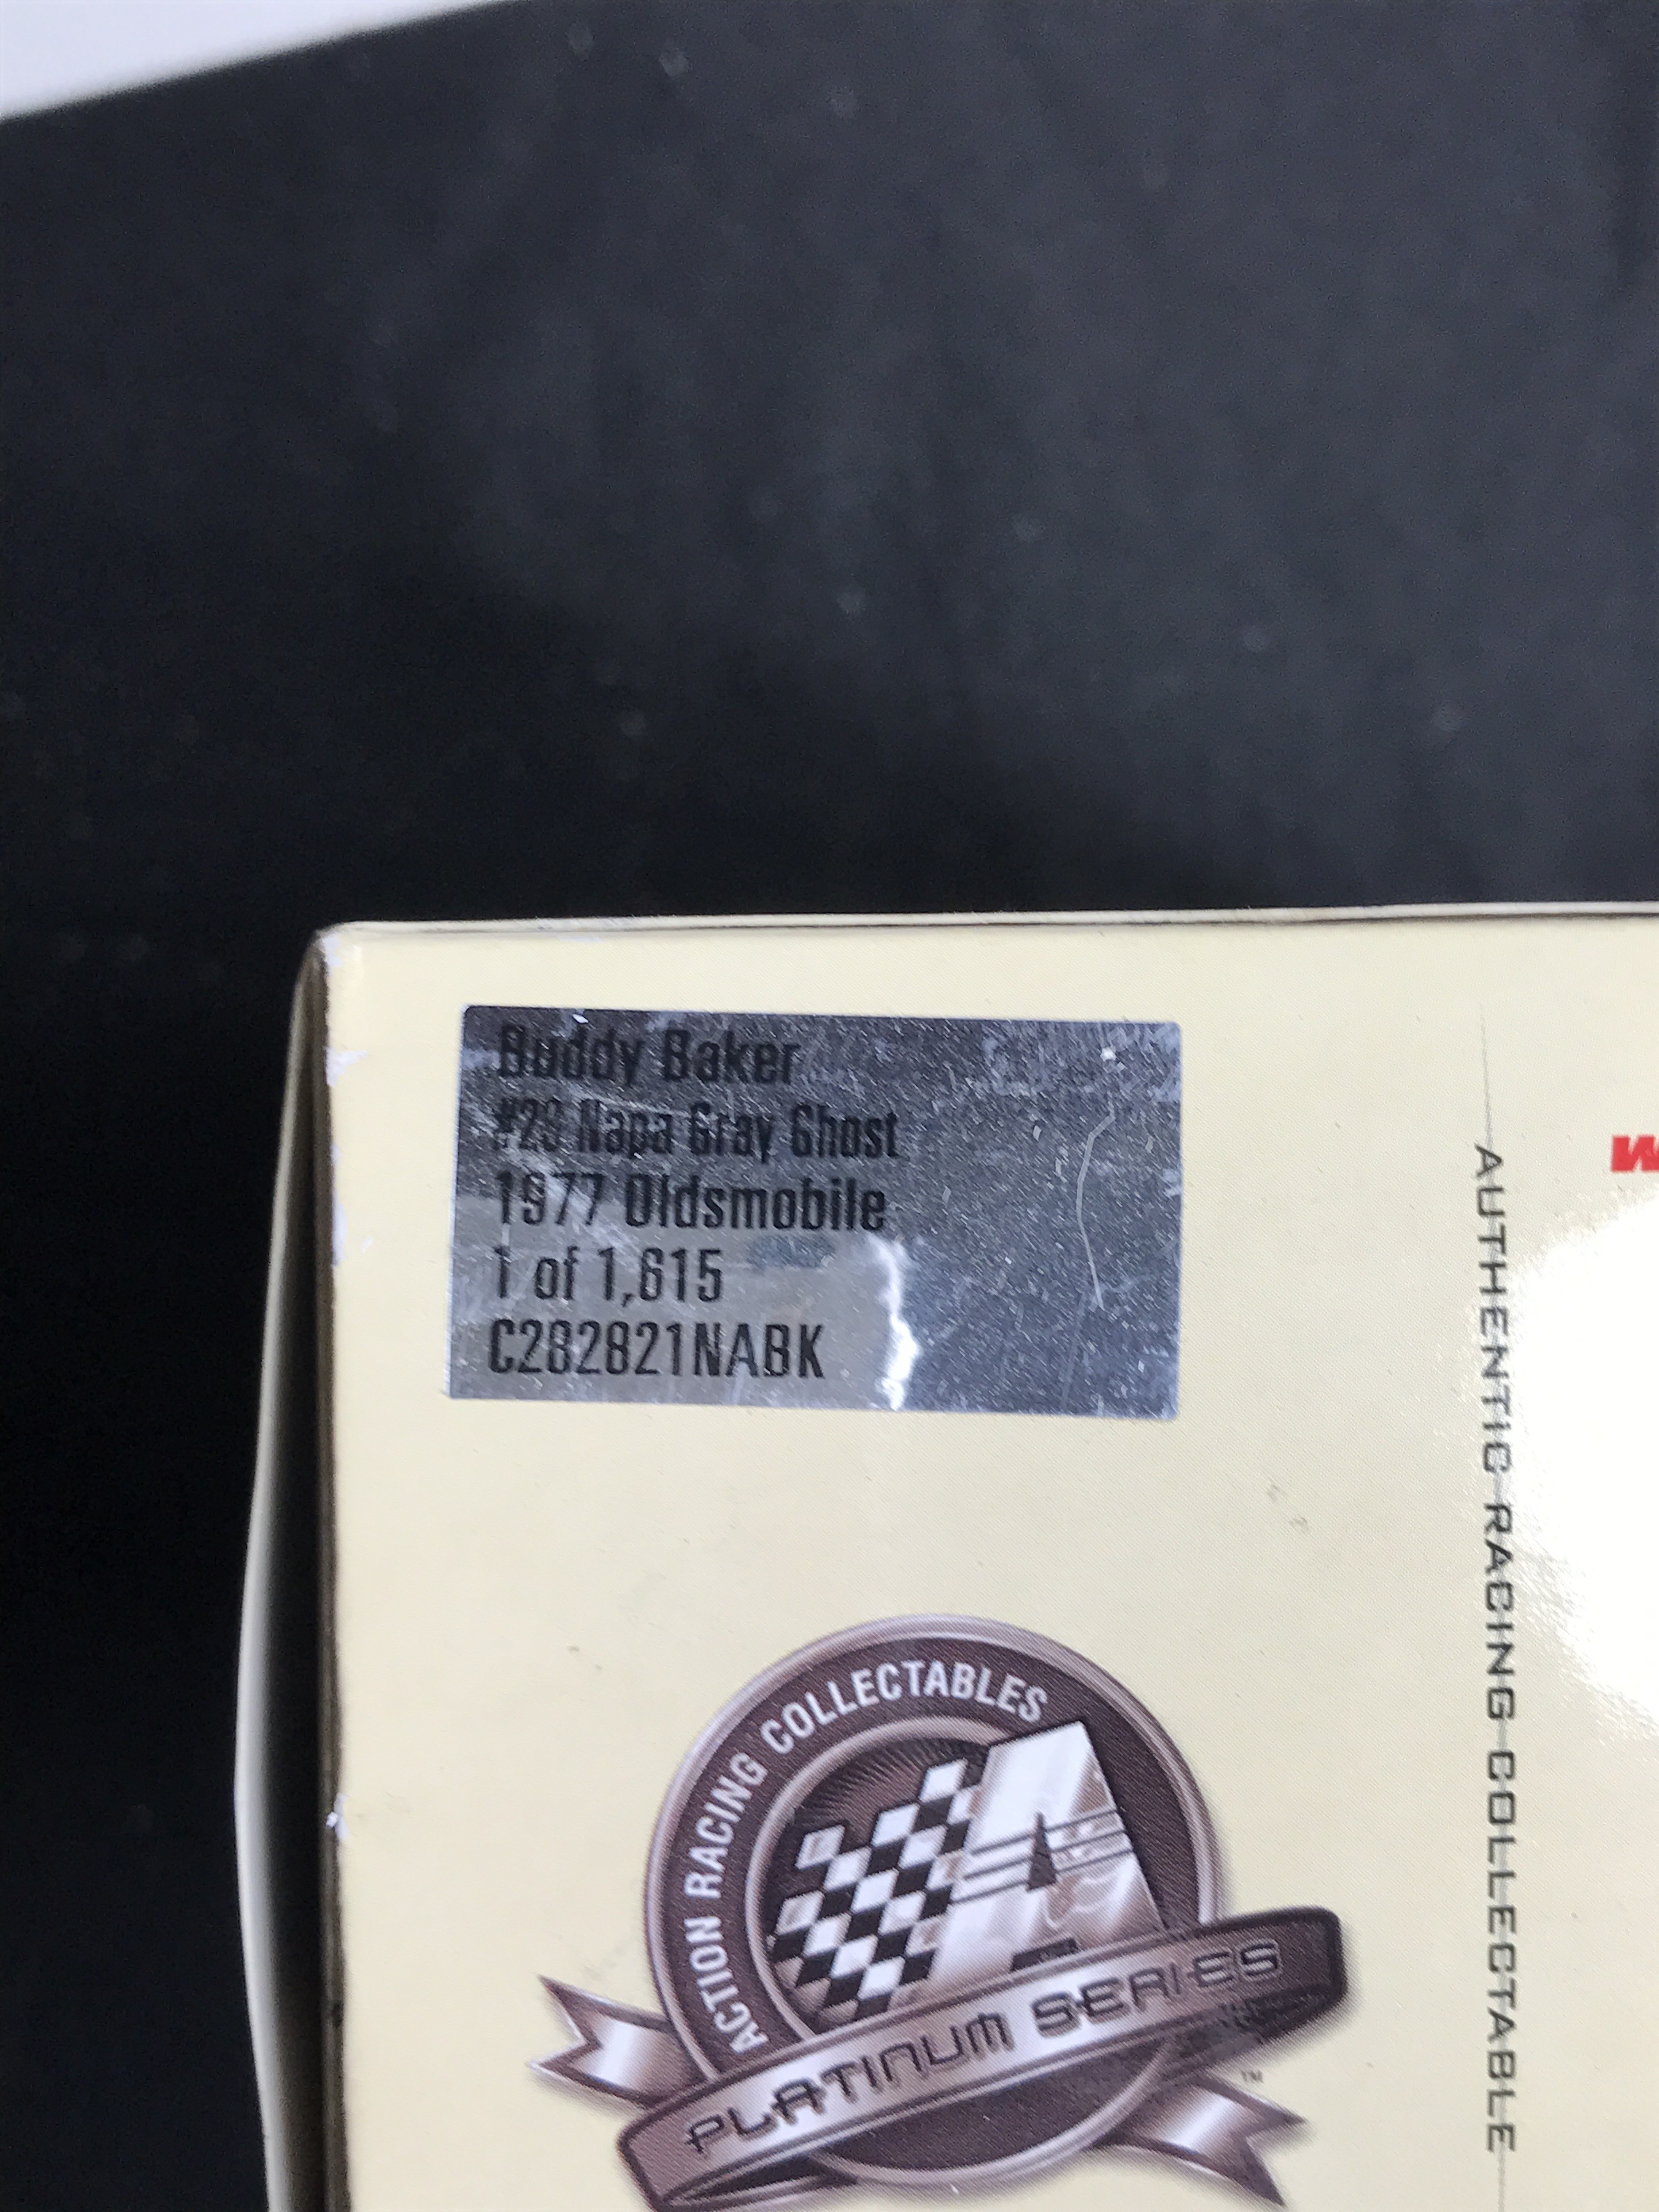 Buddy Baker
#28 Napa Gray Ghost
1977 Oldsmobile
1 of 1,615
C282821NABK
ACTION RACING COLLECTABLES
PLATINUM SERIES
TM
AUTHENTIC RACING COLLECTABLE